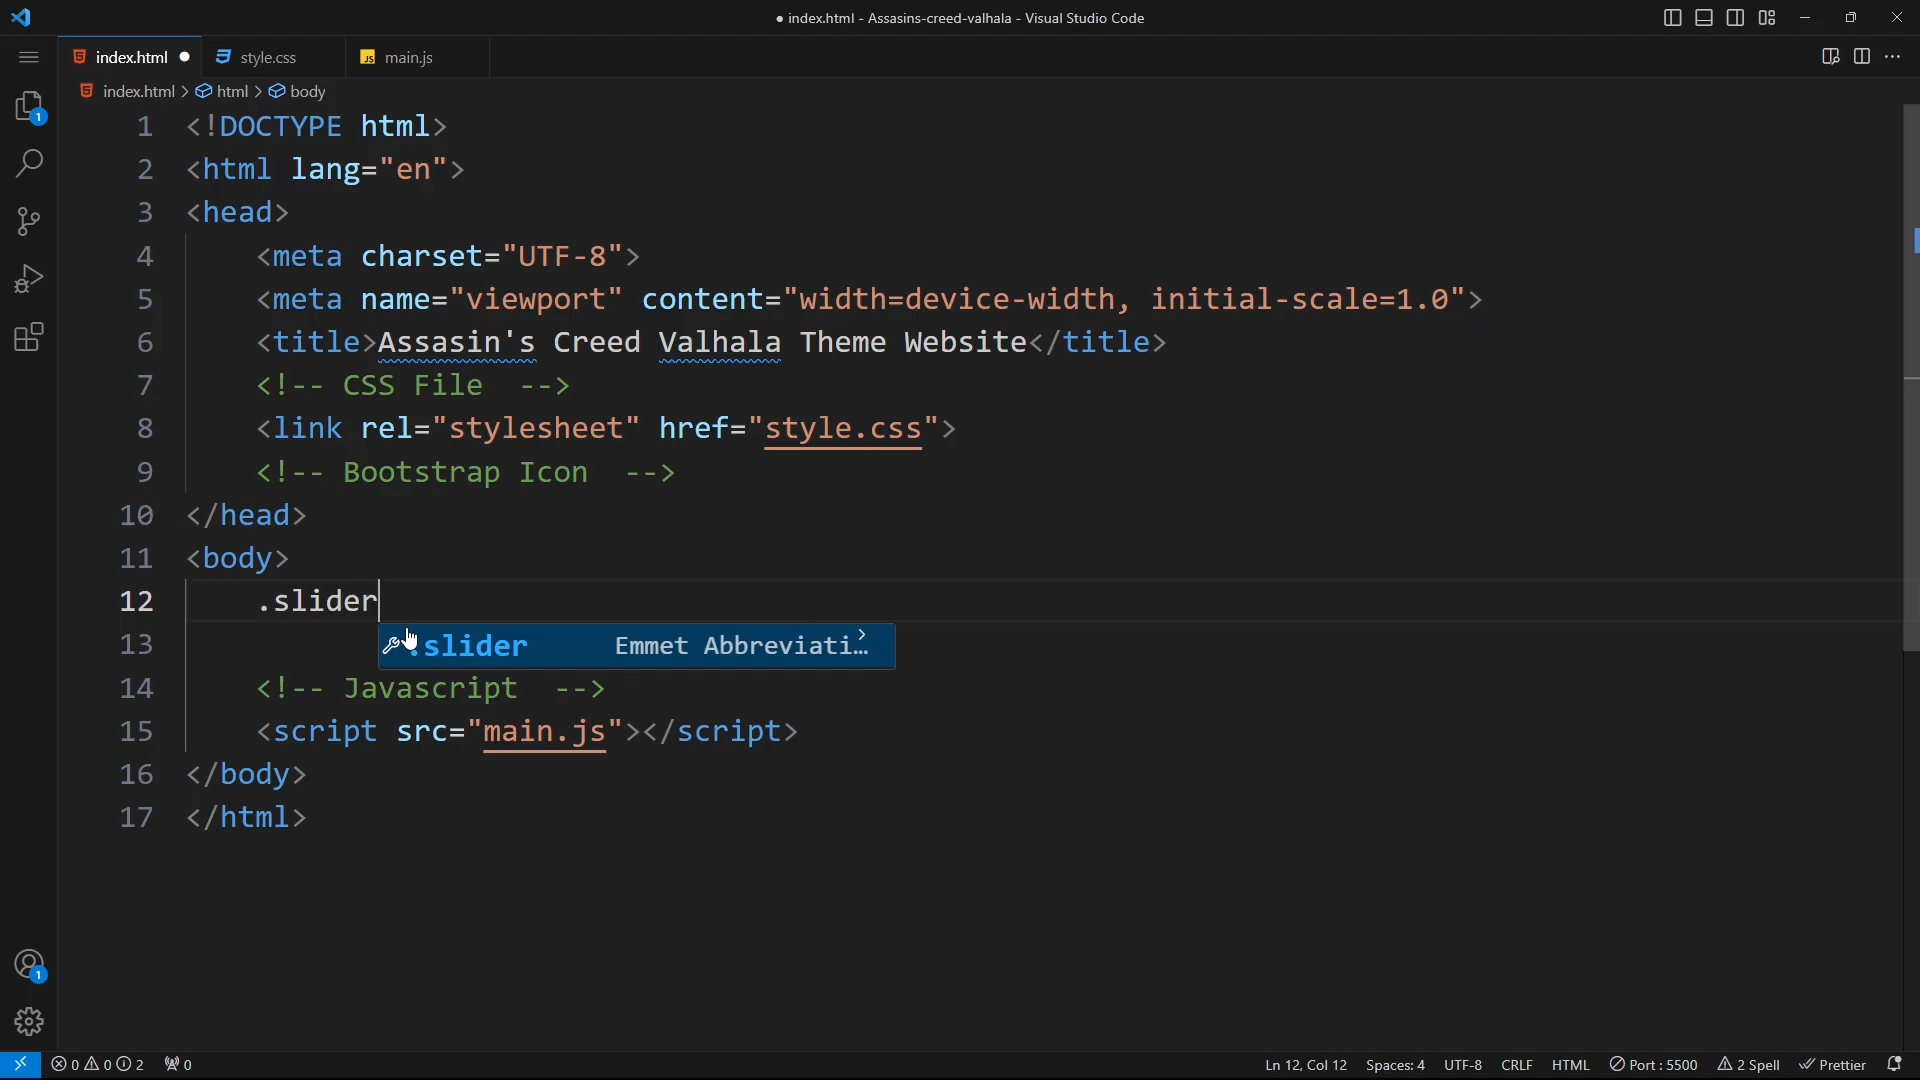 ● index.html - Assasins-creed-valhala - Visual Studio Code
index.html ● style.css JS main.js
index.html > html > body
1 <!DOCTYPE html>
2 <html lang="en">
3 <head>
4 <meta charset="UTF-8">
5 <meta name="viewport" content="width=device-width, initial-scale=1.0">
6 <title>Assasin's Creed Valhala Theme Website</title>
7 <!-- CSS File  -->
8 <link rel="stylesheet" href="style.css">
9 <!-- Bootstrap Icon  -->
10 </head>
11 <body>
12 .slider
13 .slider Emmet Abbreviati… >
14 <!-- Javascript  -->
15 <script src="main.js"></script>
16 </body>
17 </html>
1
1
0 0 2 0 Ln 12, Col 12 Spaces: 4 UTF-8 CRLF HTML Port : 5500 2 Spell Prettier